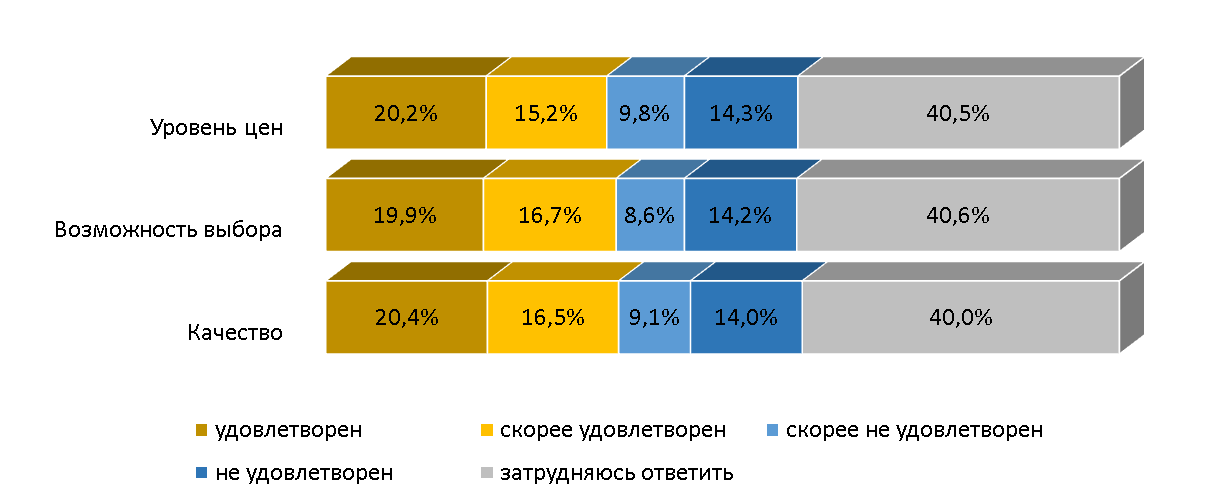 Уровень цен 20,2% 15,2% 9,8% 14,3% 40,5%
Возможность выбора 19,9% 16,7% 8,6% 14,2% 40,6%
Качество 20,4% 16,5% 9,1% 14,0% 40,0%
удовлетворен скорее удовлетворен скорее не удовлетворен
не удовлетворен затрудняюсь ответить